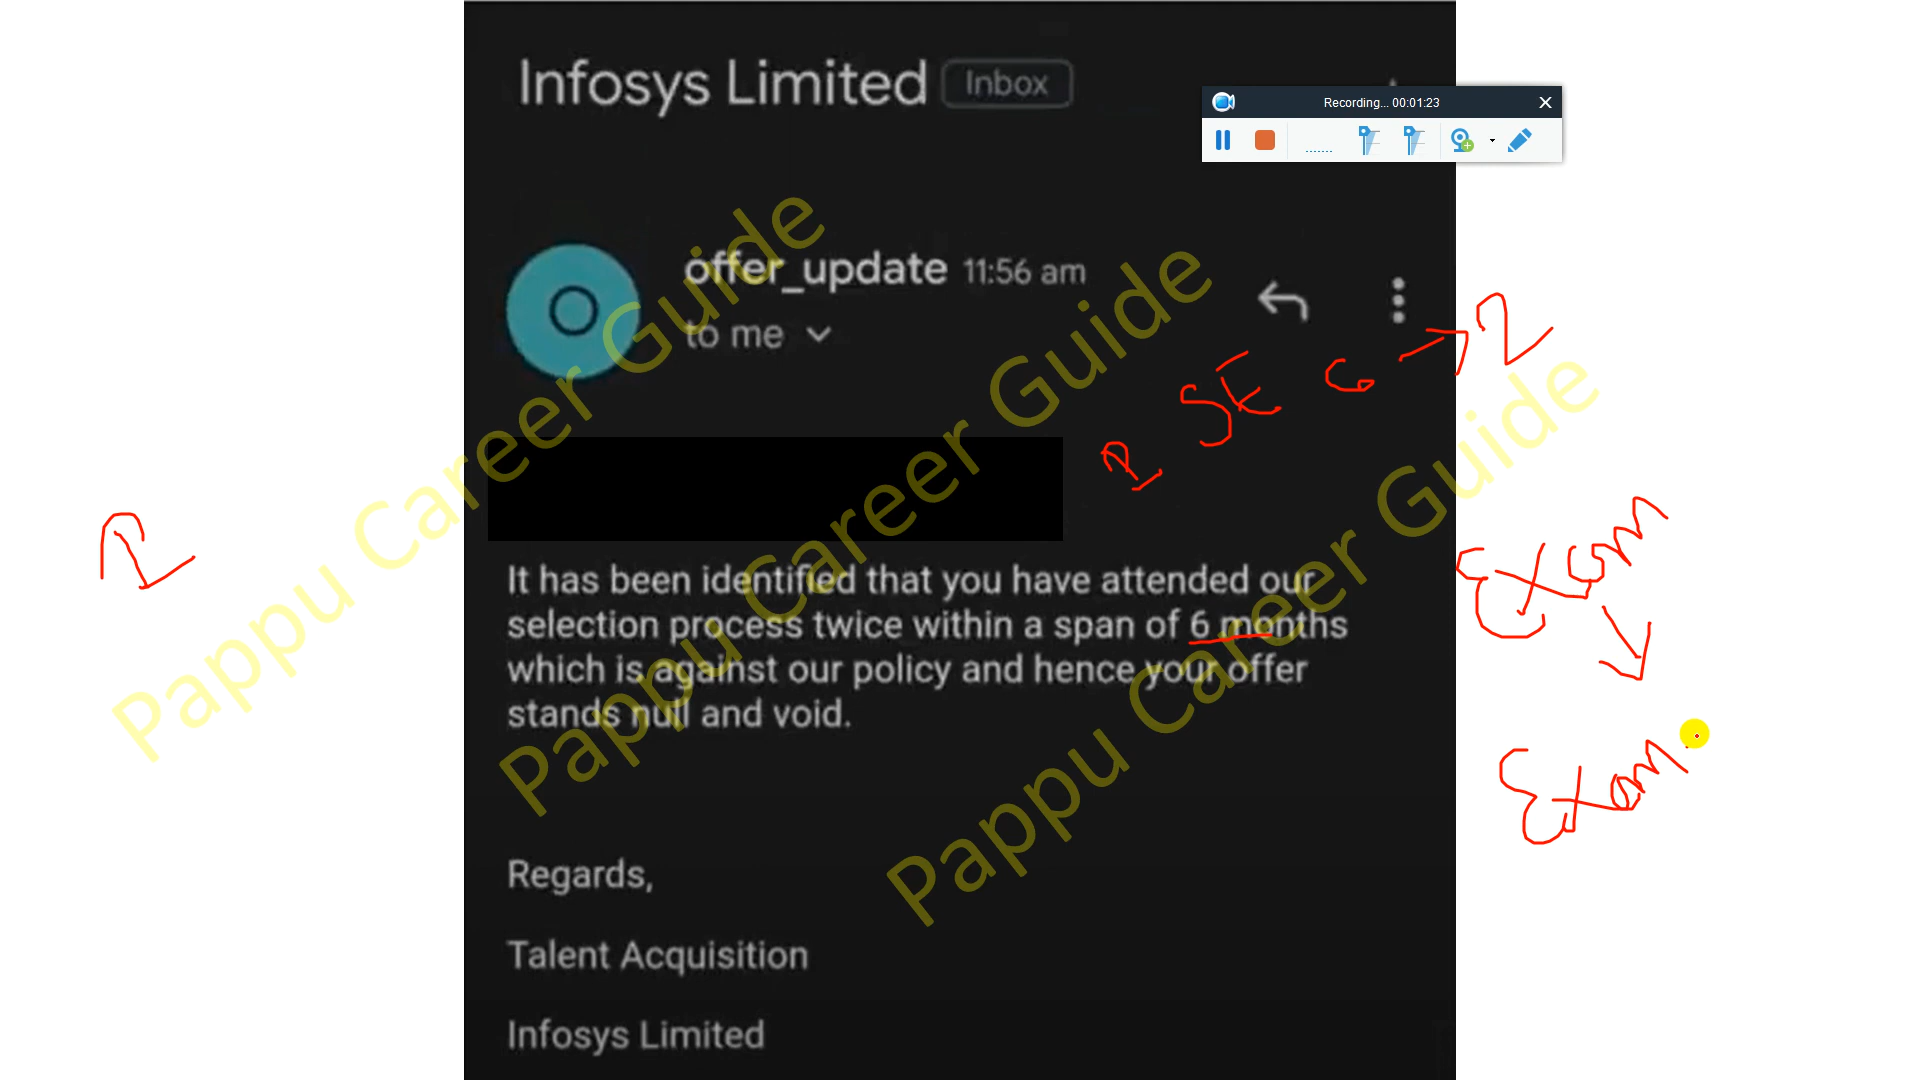 Infosys Limited Inbox
Recording... 00:01:23
offer_update 11:56 am
to me
SE 6 → 2
It has been identified that you have attended our
selection process twice within a span of 6 months
which is against our policy and hence your offer
stands null and void.
Exam
Exam
Regards,
Talent Acquisition
Infosys Limited
Pappu Career Guide
Pappu Career Guide
Pappu Career Guide